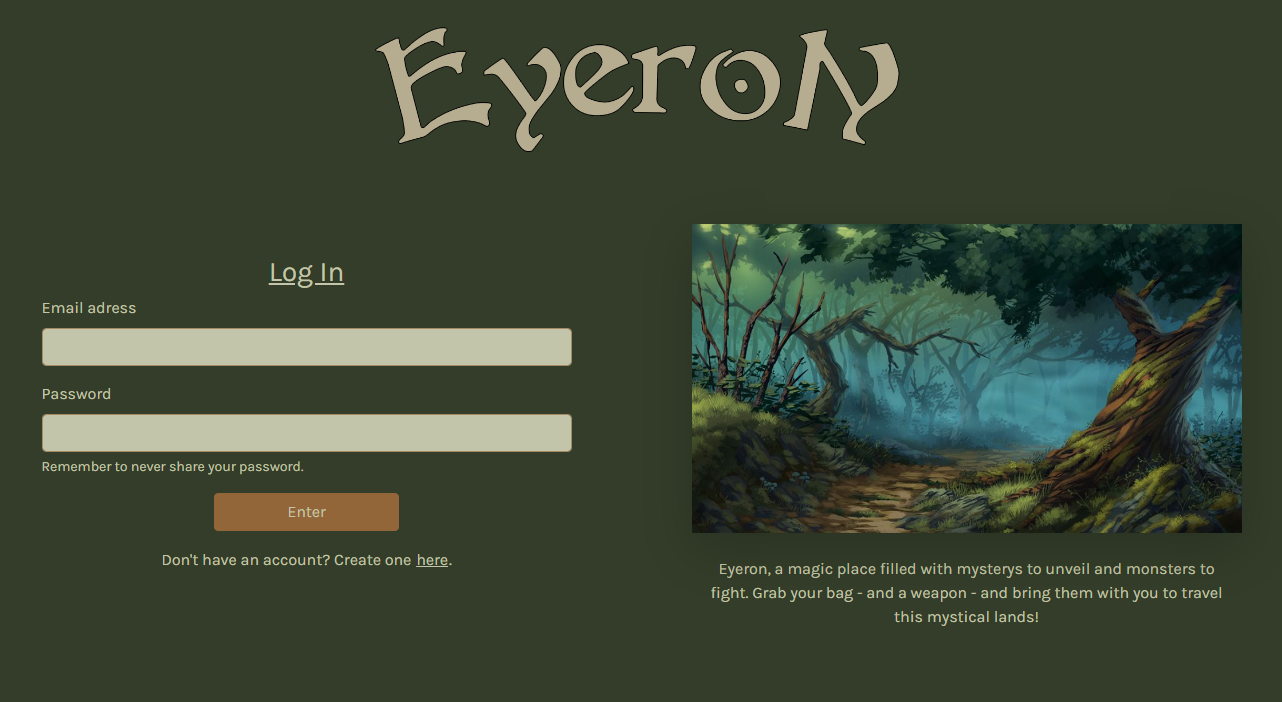 EyeroN
Log In
Email adress
Password
Remember to never share your password.
Enter
Don't have an account? Create one here.
Eyeron, a magic place filled with mysterys to unveil and monsters to
fight. Grab your bag - and a weapon - and bring them with you to travel
this mystical lands!